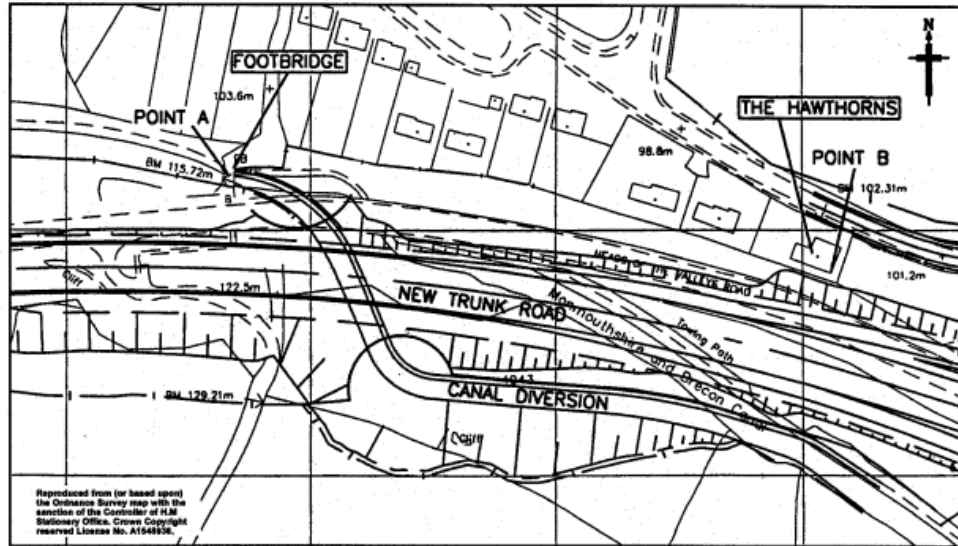 N
FOOTBRIDGE
103.6m
POINT A
THE HAWTHORNS
98.8m
POINT B
BM 115.72m
FB
BM 102.31m
HEADS OF THE VALLEYS ROAD
101.2m
Cliff
122.5m
NEW TRUNK ROAD
Monmouthshire and Brecon Canal
Towing Path
CANAL DIVERSION
BM 129.21m
Cliff
Reproduced from (or based upon)
the Ordnance Survey map with the
sanction of the Controller of H.M
Stationery Office. Crown Copyright
reserved License No. A1548936.